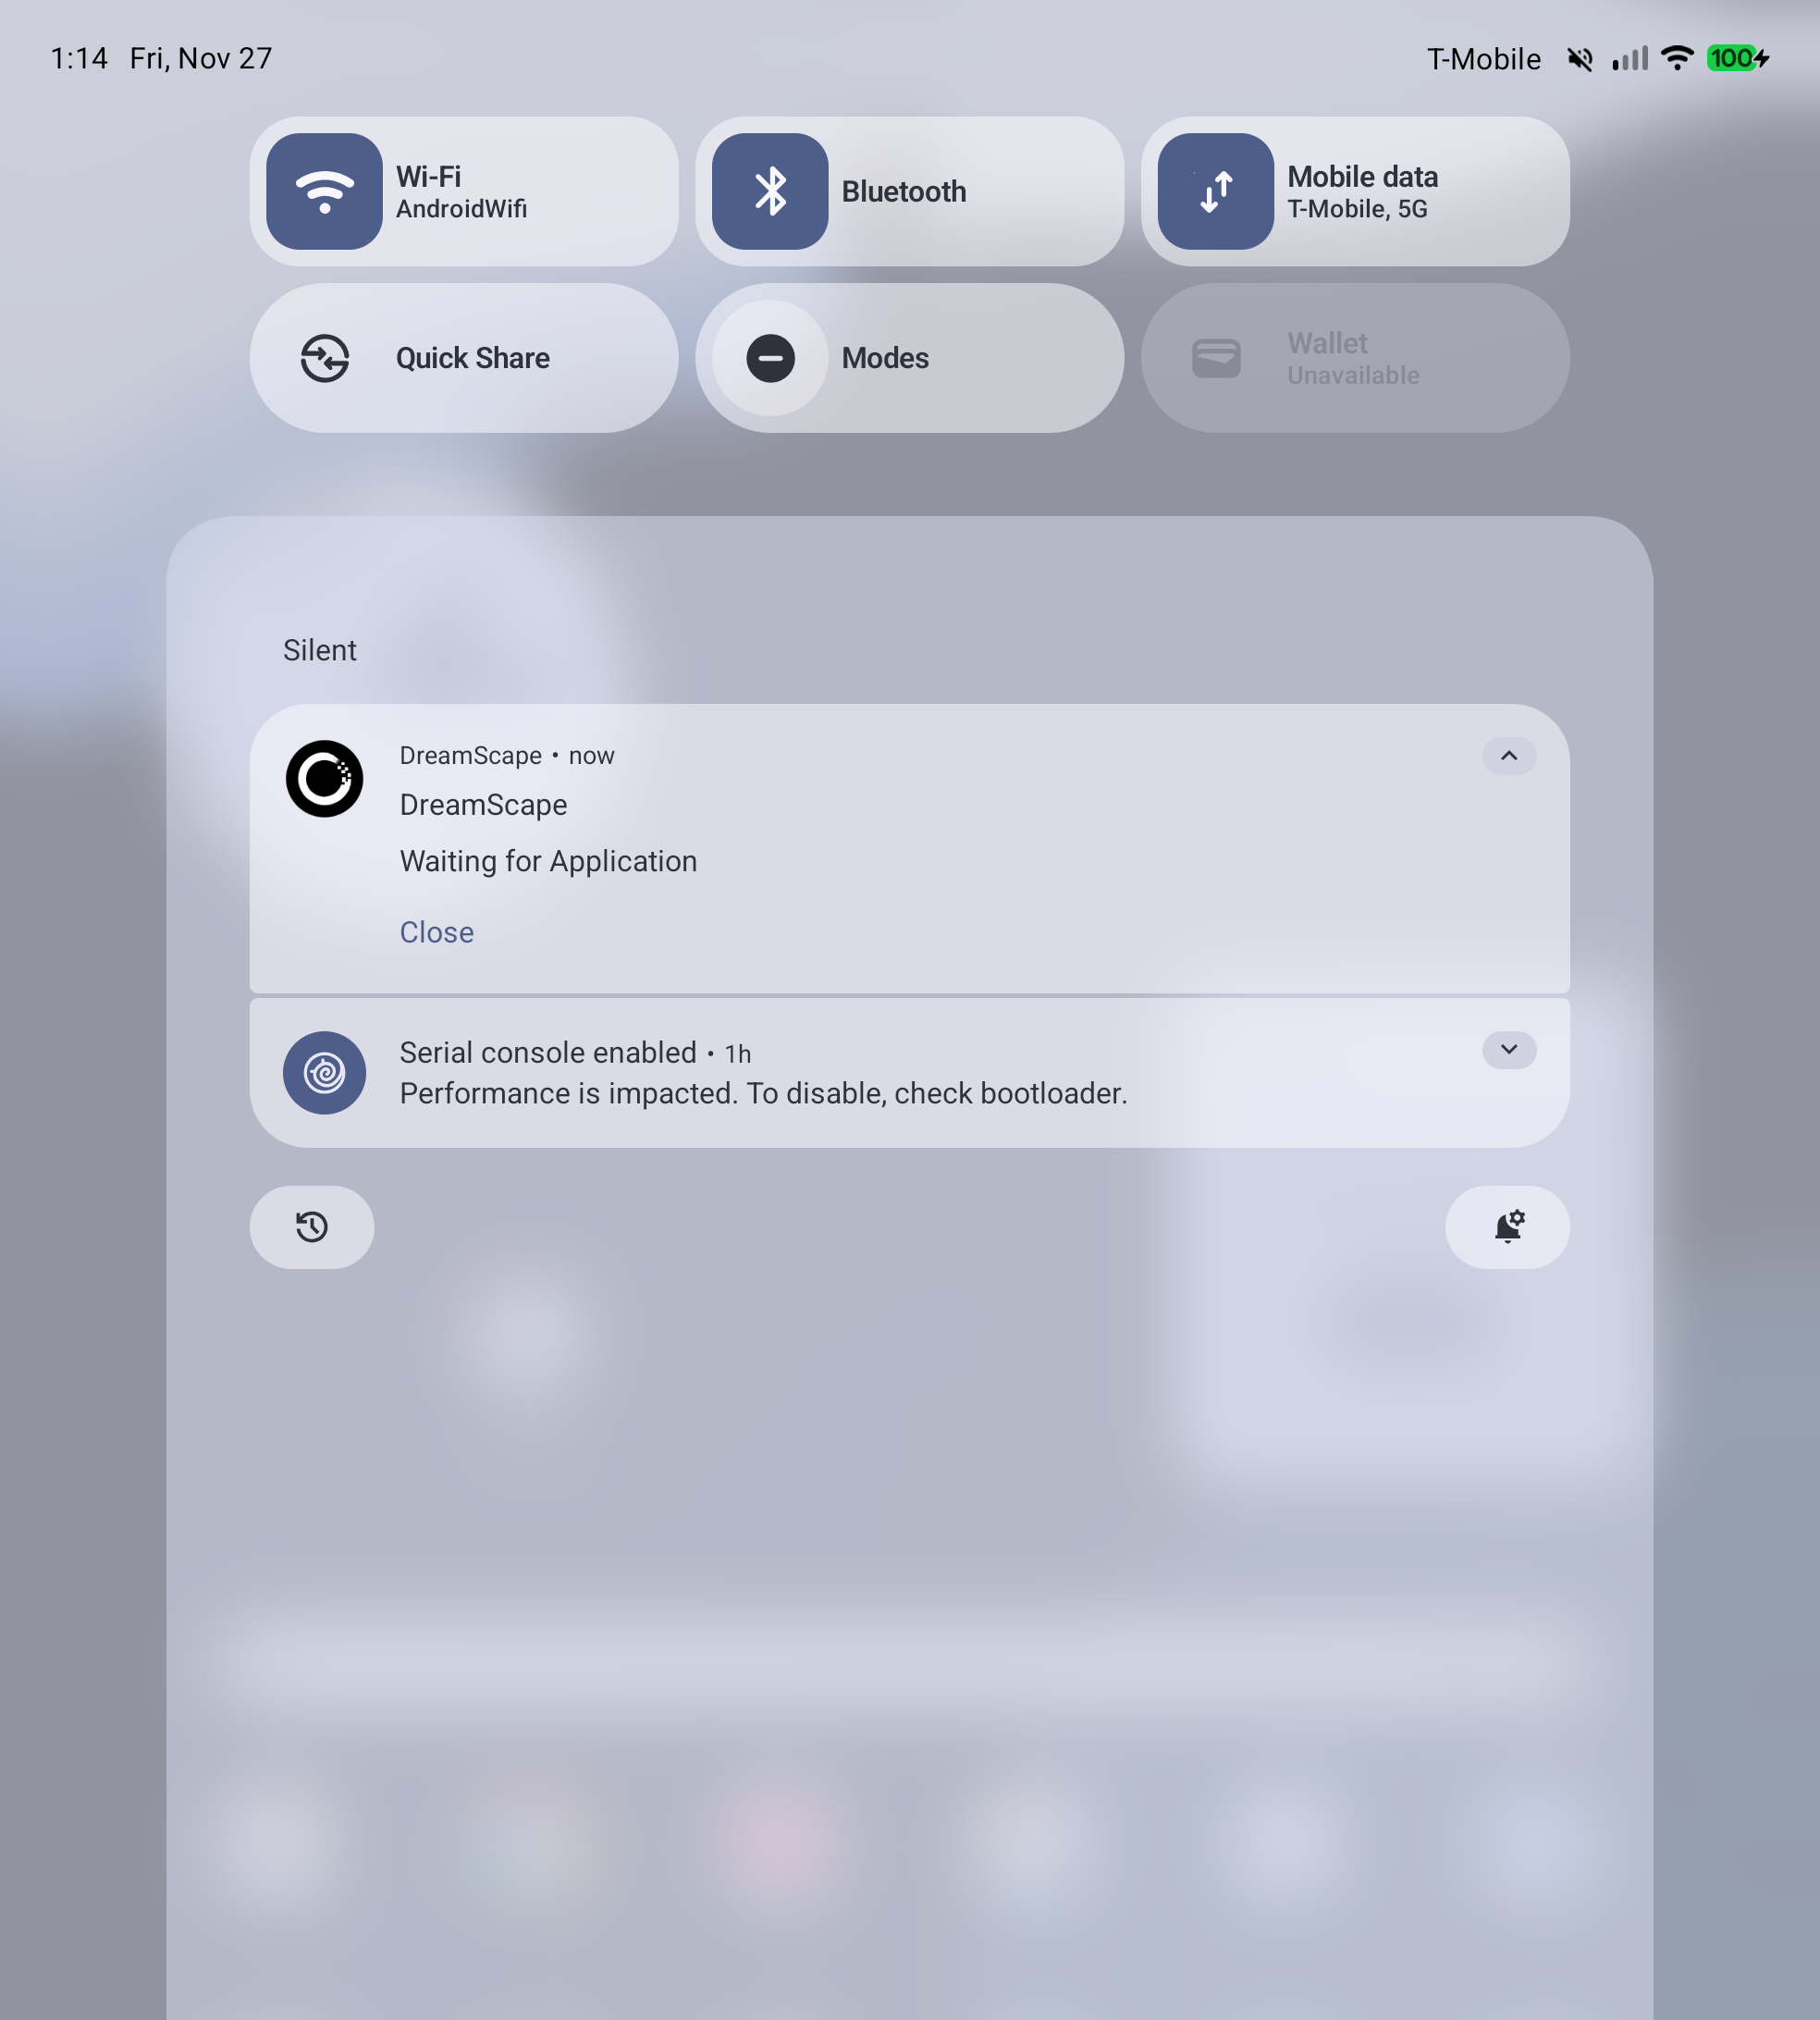 1:14 Fri, Nov 27
T-Mobile 100
Wi-Fi
AndroidWifi
Bluetooth
Mobile data
T-Mobile, 5G
Quick Share
Modes
Wallet
Unavailable
Silent
DreamScape • now
DreamScape
Waiting for Application
Close
Serial console enabled • 1h
Performance is impacted. To disable, check bootloader.